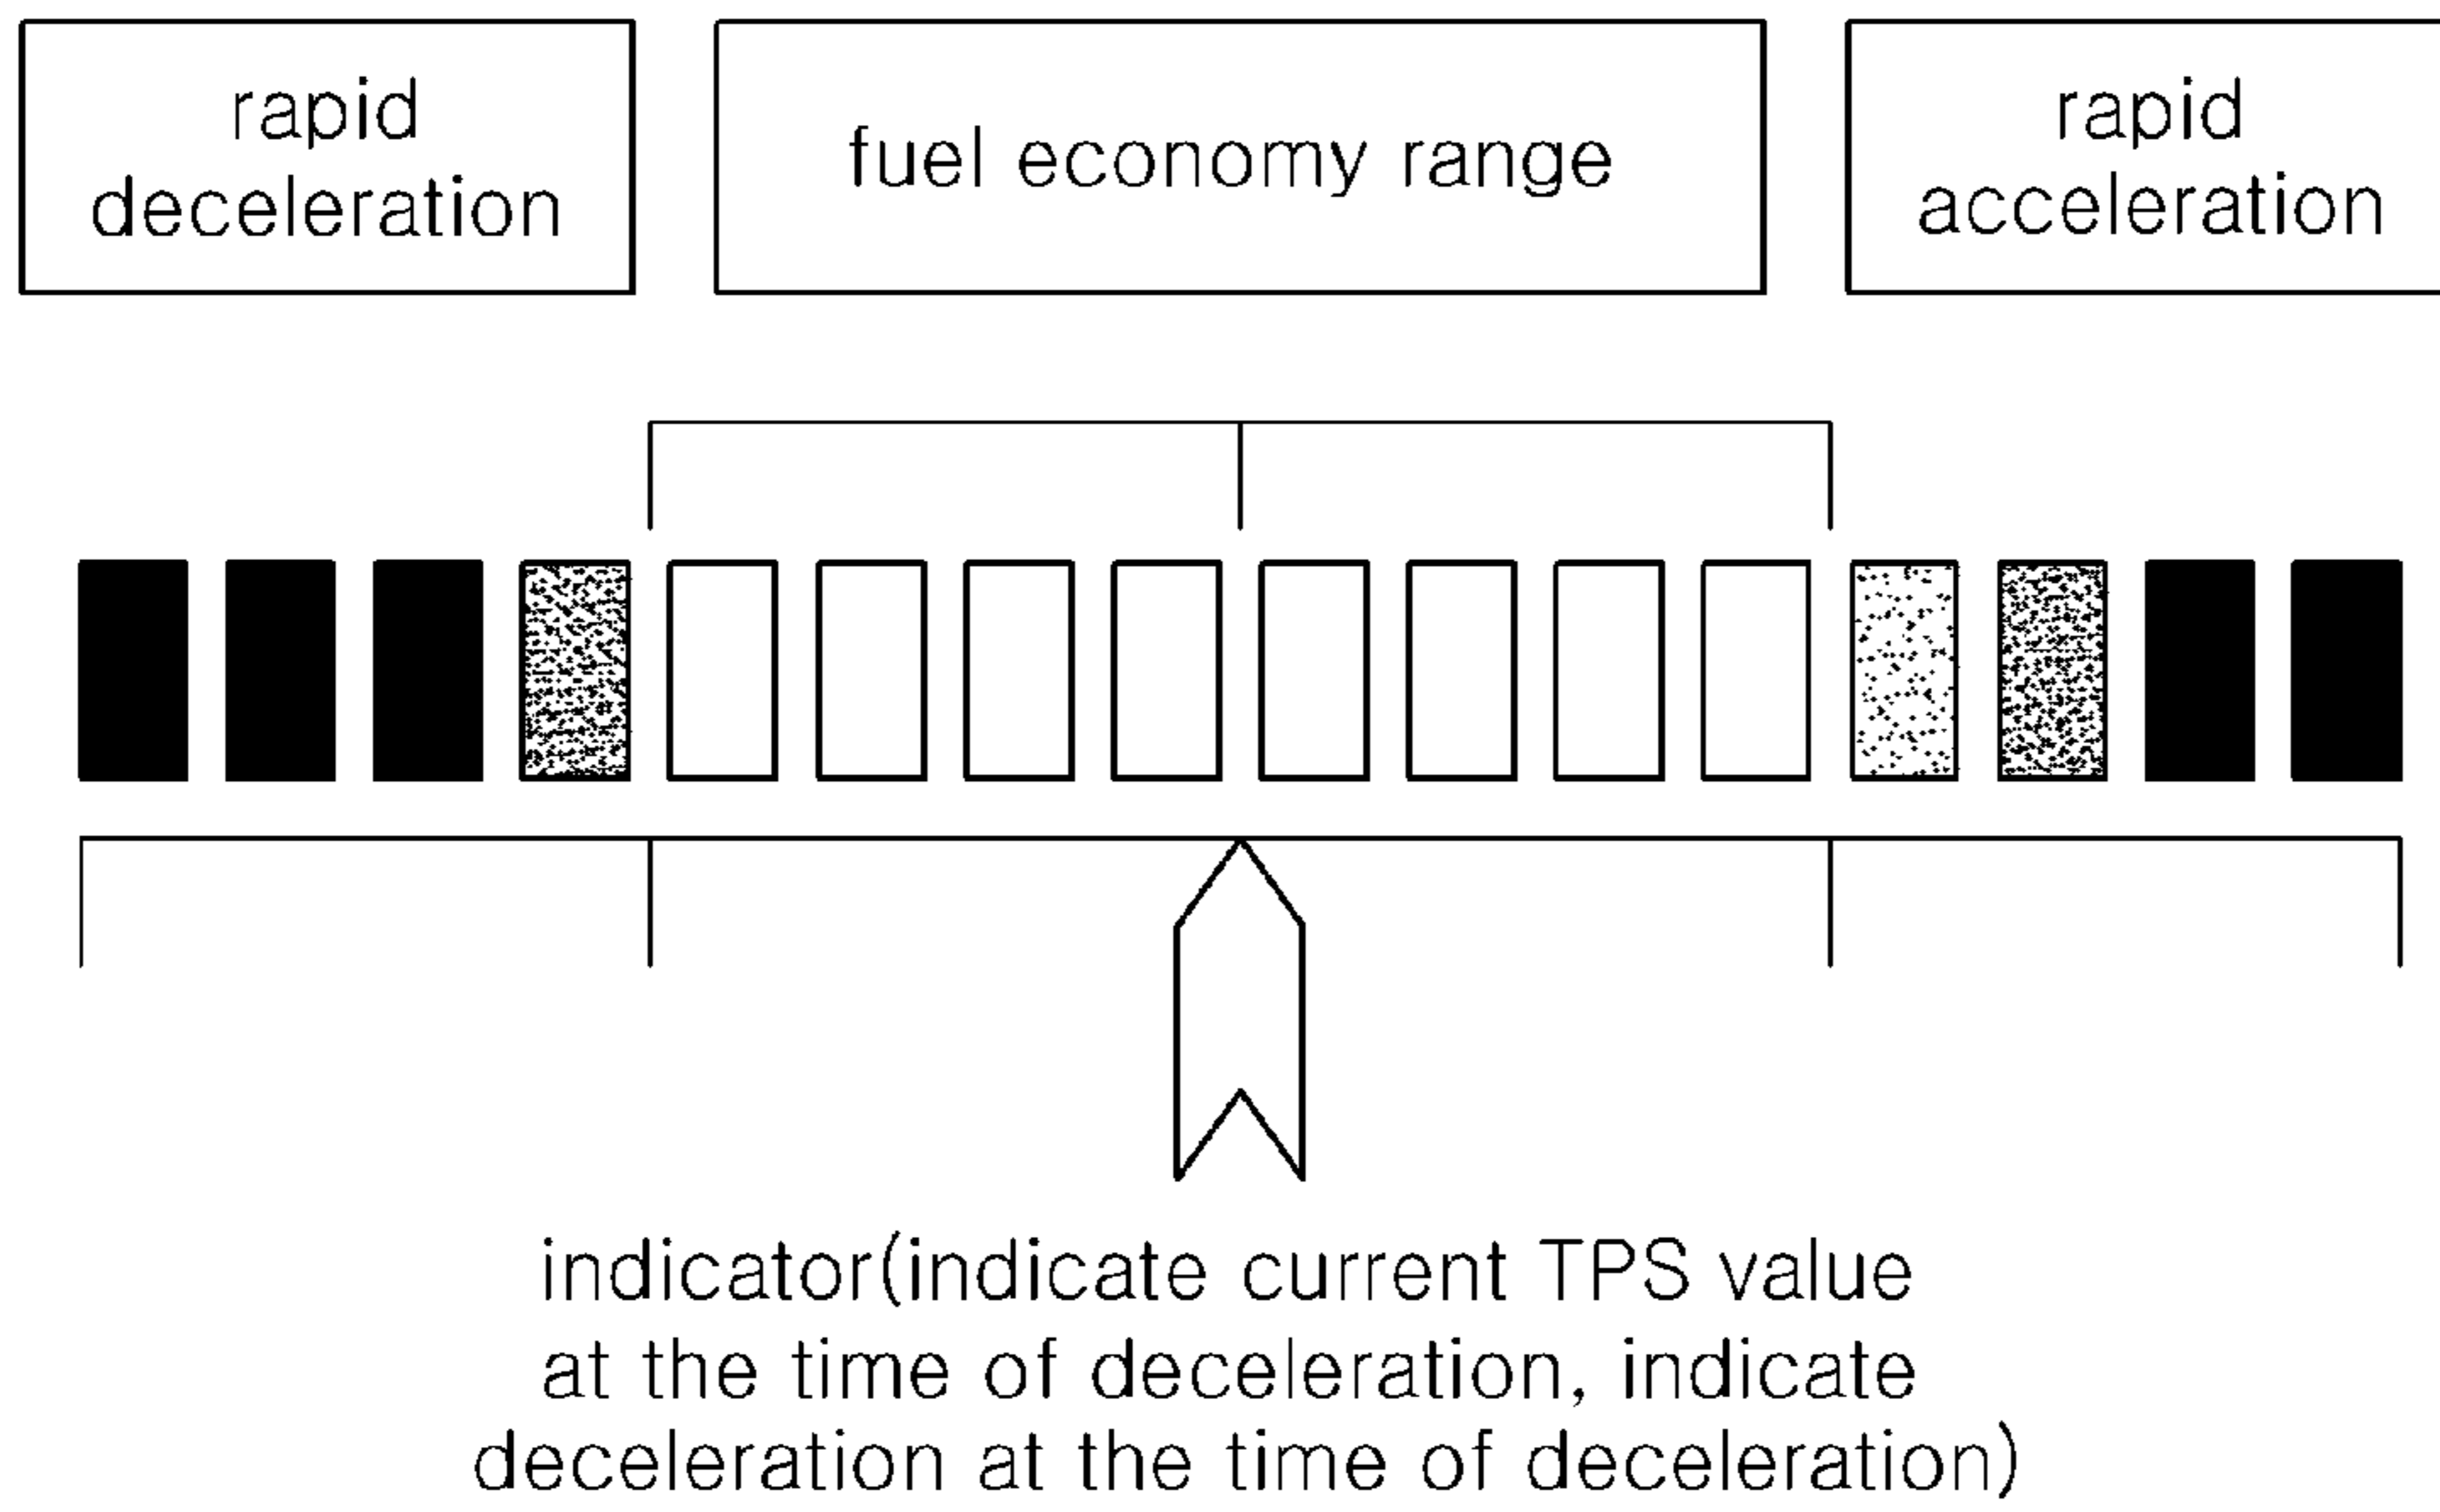 rapid
deceleration
fuel economy range
rapid
acceleration
indicator(indicate current TPS value
at the time of deceleration, indicate
deceleration at the time of deceleration)